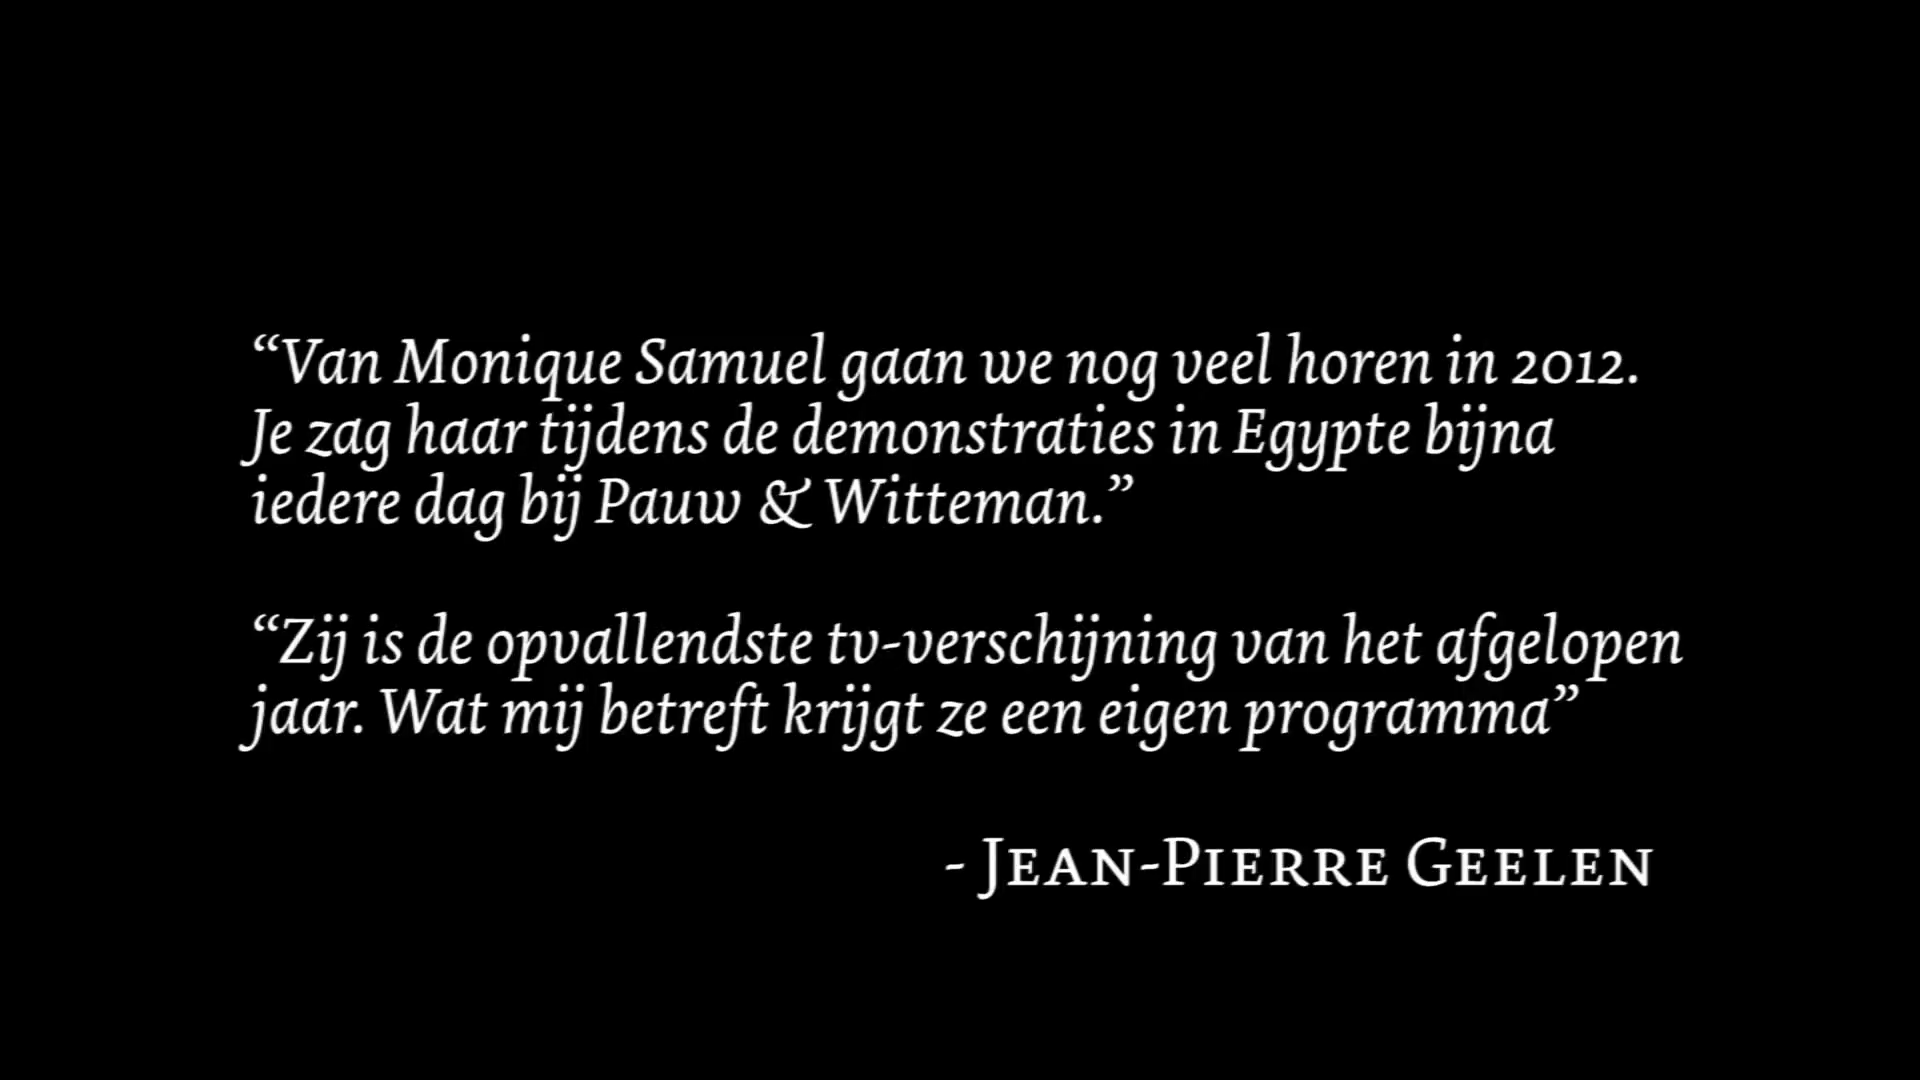 “Van Monique Samuel gaan we nog veel horen in 2012.
Je zag haar tijdens de demonstraties in Egypte bijna
iedere dag bij Pauw & Witteman.”
“Zij is de opvallendste tv-verschijning van het afgelopen
jaar. Wat mij betreft krijgt ze een eigen programma”
- Jean-Pierre Geelen